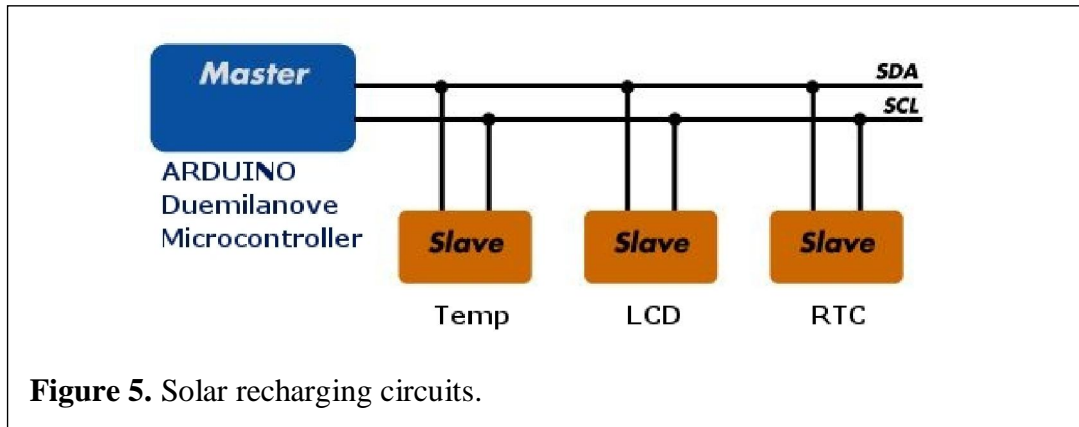 Master
SDA
SCL
ARDUINO
Duemilanove
Microcontroller
Slave Slave Slave
Temp LCD RTC
Figure 5. Solar recharging circuits.